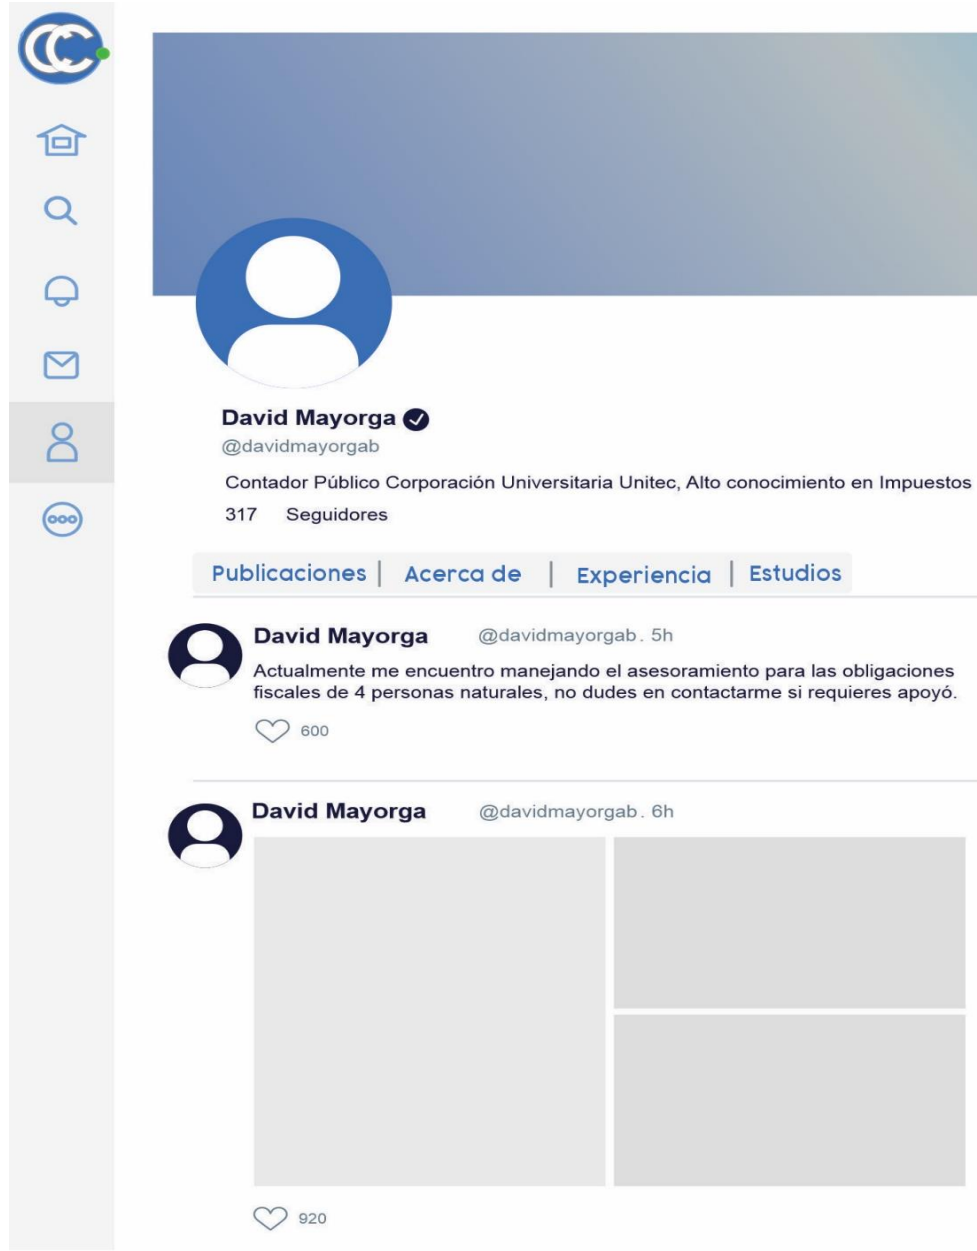 CC
David Mayorga
@davidmayorgab
Contador Público Corporación Universitaria Unitec, Alto conocimiento en Impuestos
317 Seguidores
Publicaciones | Acerca de | Experiencia | Estudios
David Mayorga @davidmayorgab. 5h
Actualmente me encuentro manejando el asesoramiento para las obligaciones
fiscales de 4 personas naturales, no dudes en contactarme si requieres apoyó.
600
David Mayorga @davidmayorgab. 6h
920